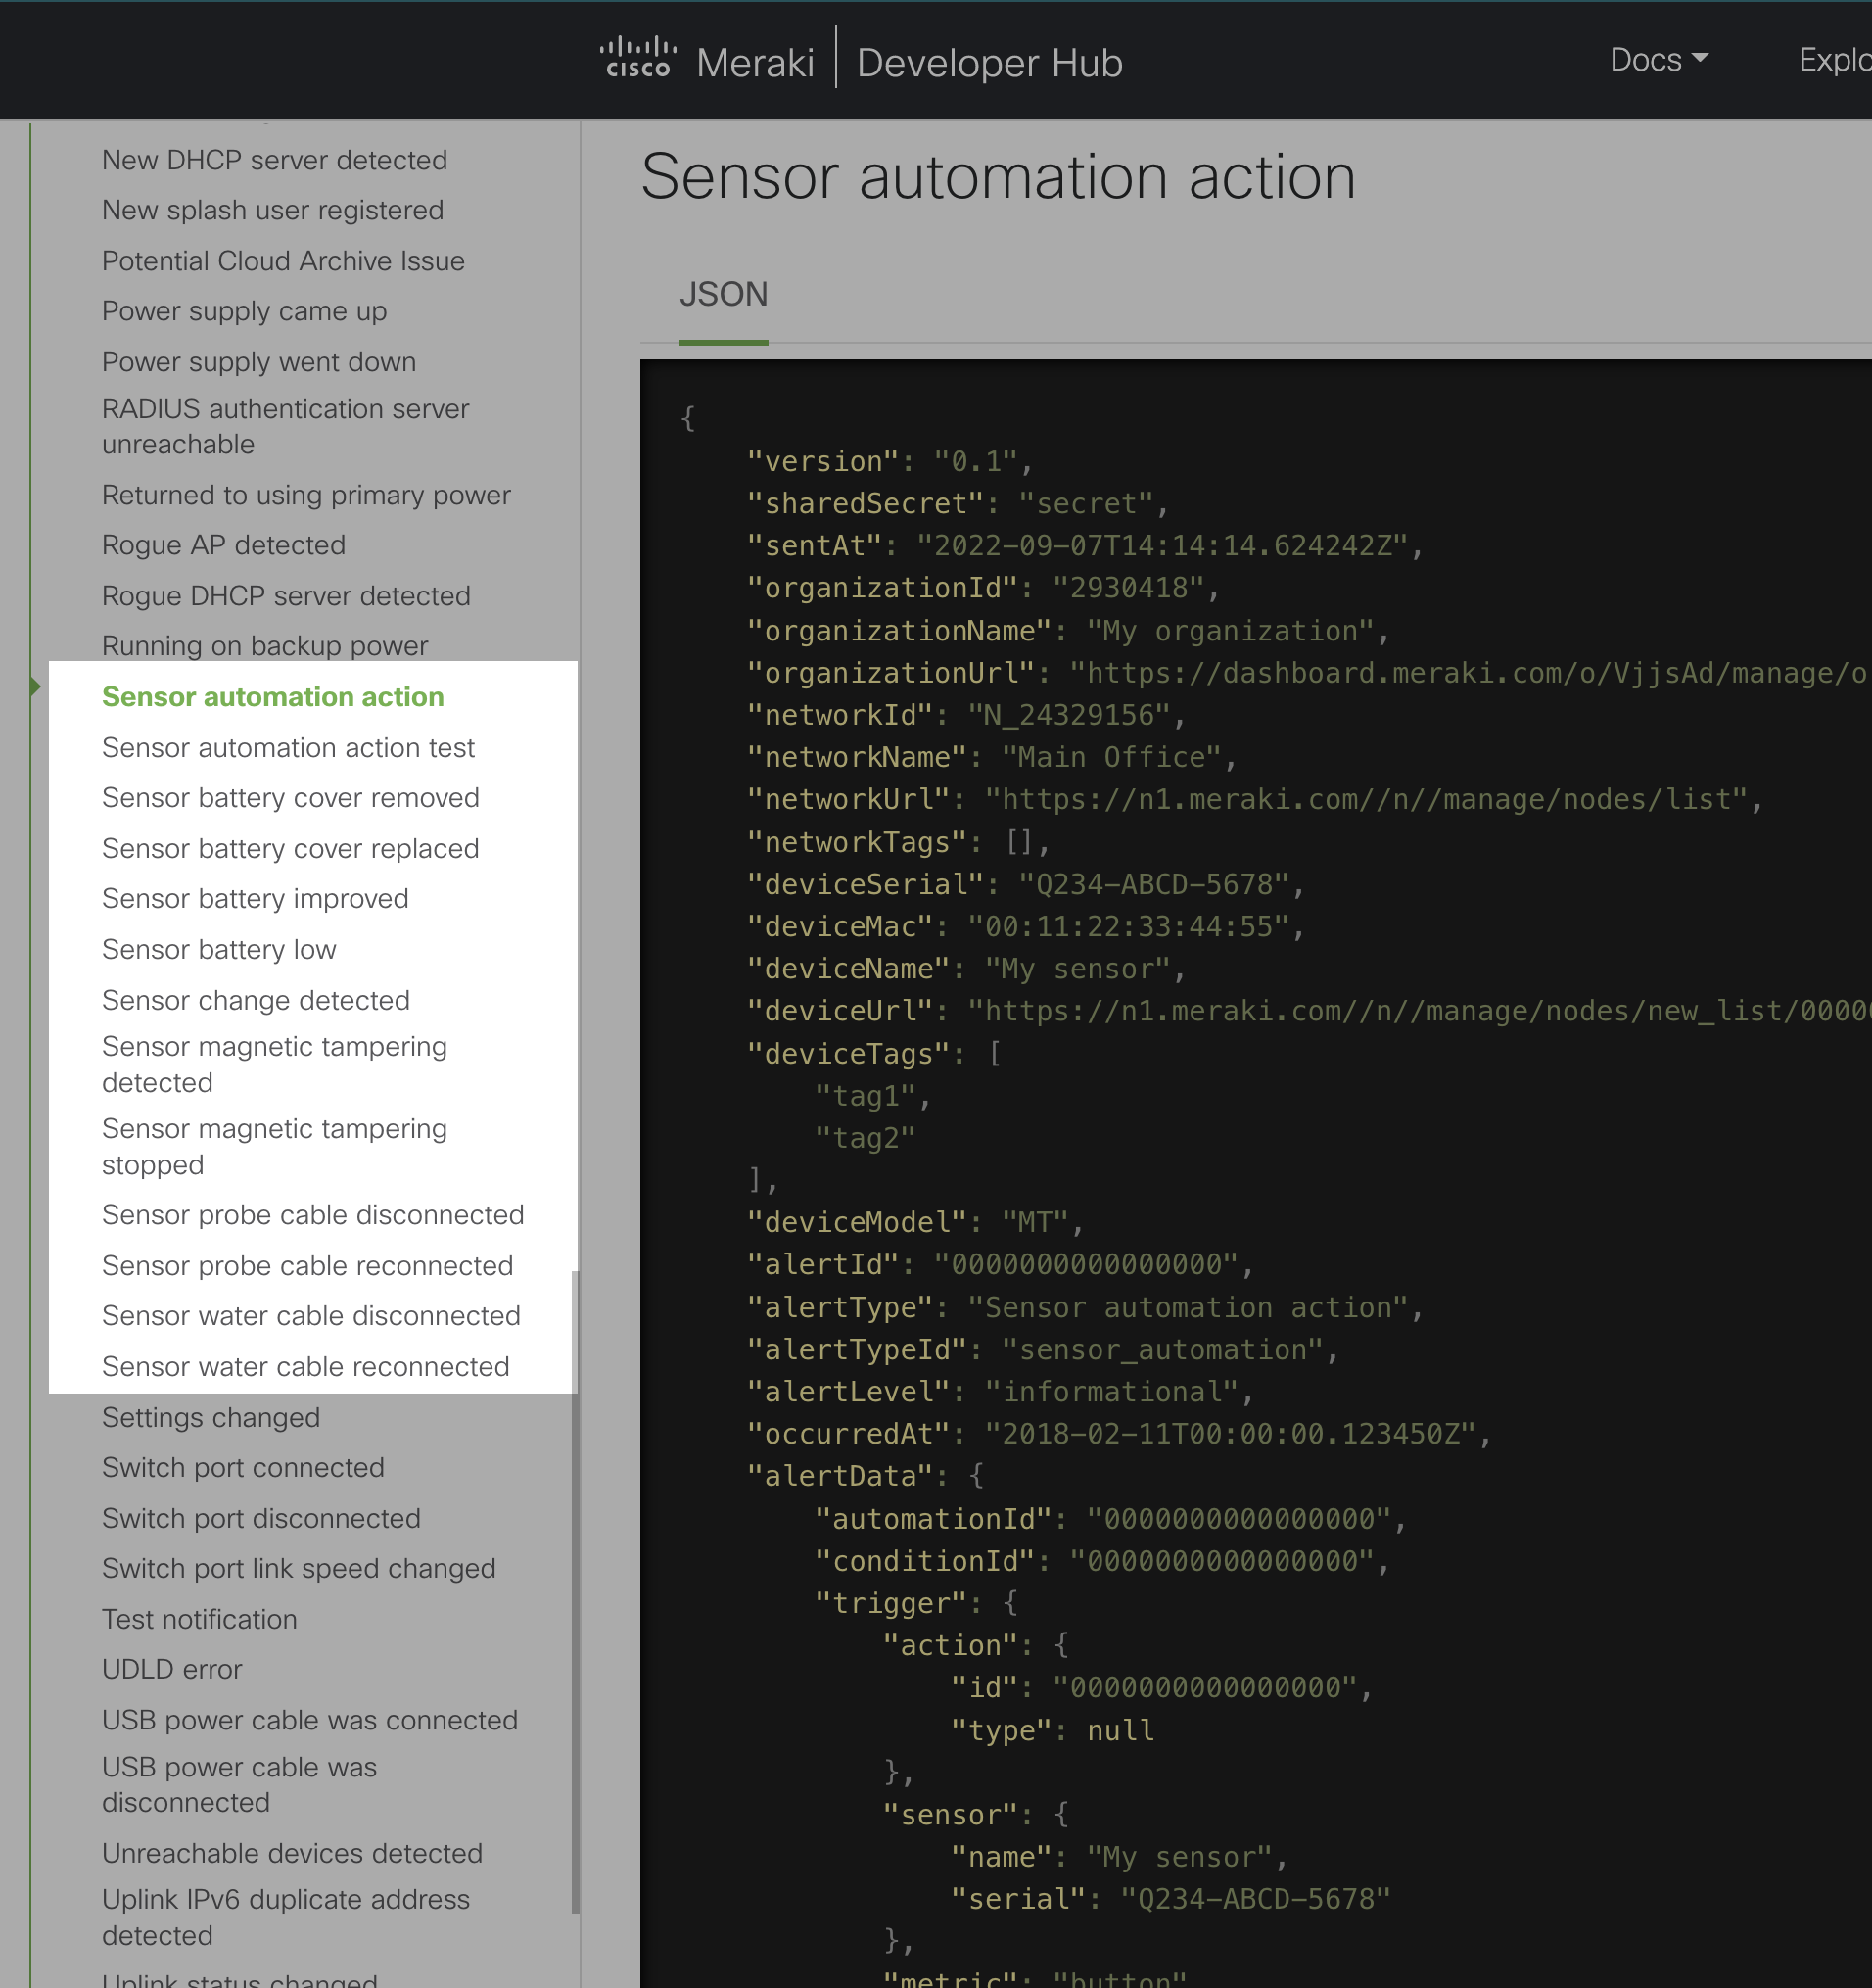 CISCO Meraki Developer Hub Docs Explo
New DHCP server detected
New splash user registered
Potential Cloud Archive Issue
Power supply came up
Power supply went down
RADIUS authentication server
unreachable
Returned to using primary power
Rogue AP detected
Rogue DHCP server detected
Running on backup power
Sensor automation action
Sensor automation action test
Sensor battery cover removed
Sensor battery cover replaced
Sensor battery improved
Sensor battery low
Sensor change detected
Sensor magnetic tampering
detected
Sensor magnetic tampering
stopped
Sensor probe cable disconnected
Sensor probe cable reconnected
Sensor water cable disconnected
Sensor water cable reconnected
Settings changed
Switch port connected
Switch port disconnected
Switch port link speed changed
Test notification
UDLD error
USB power cable was connected
USB power cable was
disconnected
Unreachable devices detected
Uplink IPv6 duplicate address
detected
Uplink status changed
Sensor automation action
JSON
{
"version": "0.1",
"sharedSecret": "secret",
"sentAt": "2022-09-07T14:14:14.624242Z",
"organizationId": "2930418",
"organizationName": "My organization",
"organizationUrl": "https://dashboard.meraki.com/o/VjjsAd/manage/o
"networkId": "N_24329156",
"networkName": "Main Office",
"networkUrl": "https://n1.meraki.com//n//manage/nodes/list",
"networkTags": [],
"deviceSerial": "Q234-ABCD-5678",
"deviceMac": "00:11:22:33:44:55",
"deviceName": "My sensor",
"deviceUrl": "https://n1.meraki.com//n//manage/nodes/new_list/0000
"deviceTags": [
"tag1",
"tag2"
],
"deviceModel": "MT",
"alertId": "0000000000000000",
"alertType": "Sensor automation action",
"alertTypeId": "sensor_automation",
"alertLevel": "informational",
"occurredAt": "2018-02-11T00:00:00.123450Z",
"alertData": {
"automationId": "0000000000000000",
"conditionId": "0000000000000000",
"trigger": {
"action": {
"id": "0000000000000000",
"type": null
},
"sensor": {
"name": "My sensor",
"serial": "Q234-ABCD-5678"
},
"metric": "button"